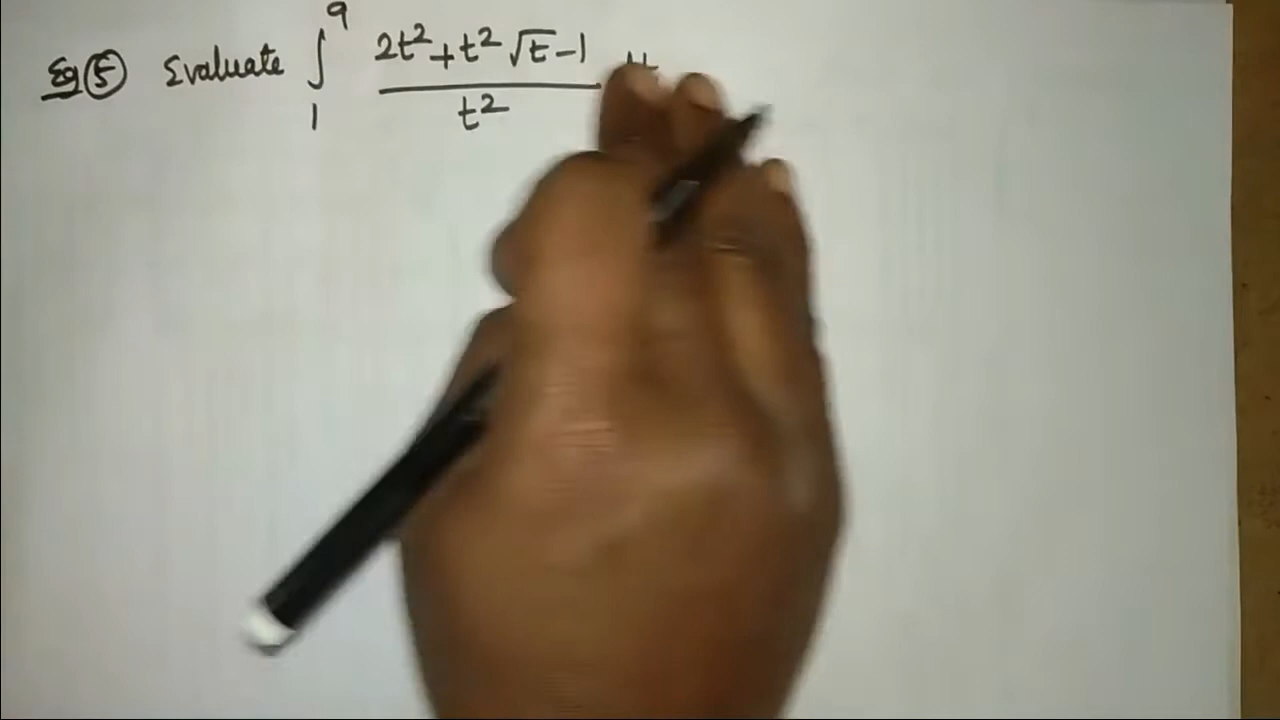 Eg ⑤ Evaluate ∫₁⁹ (2t² + t² √t - 1) / t²